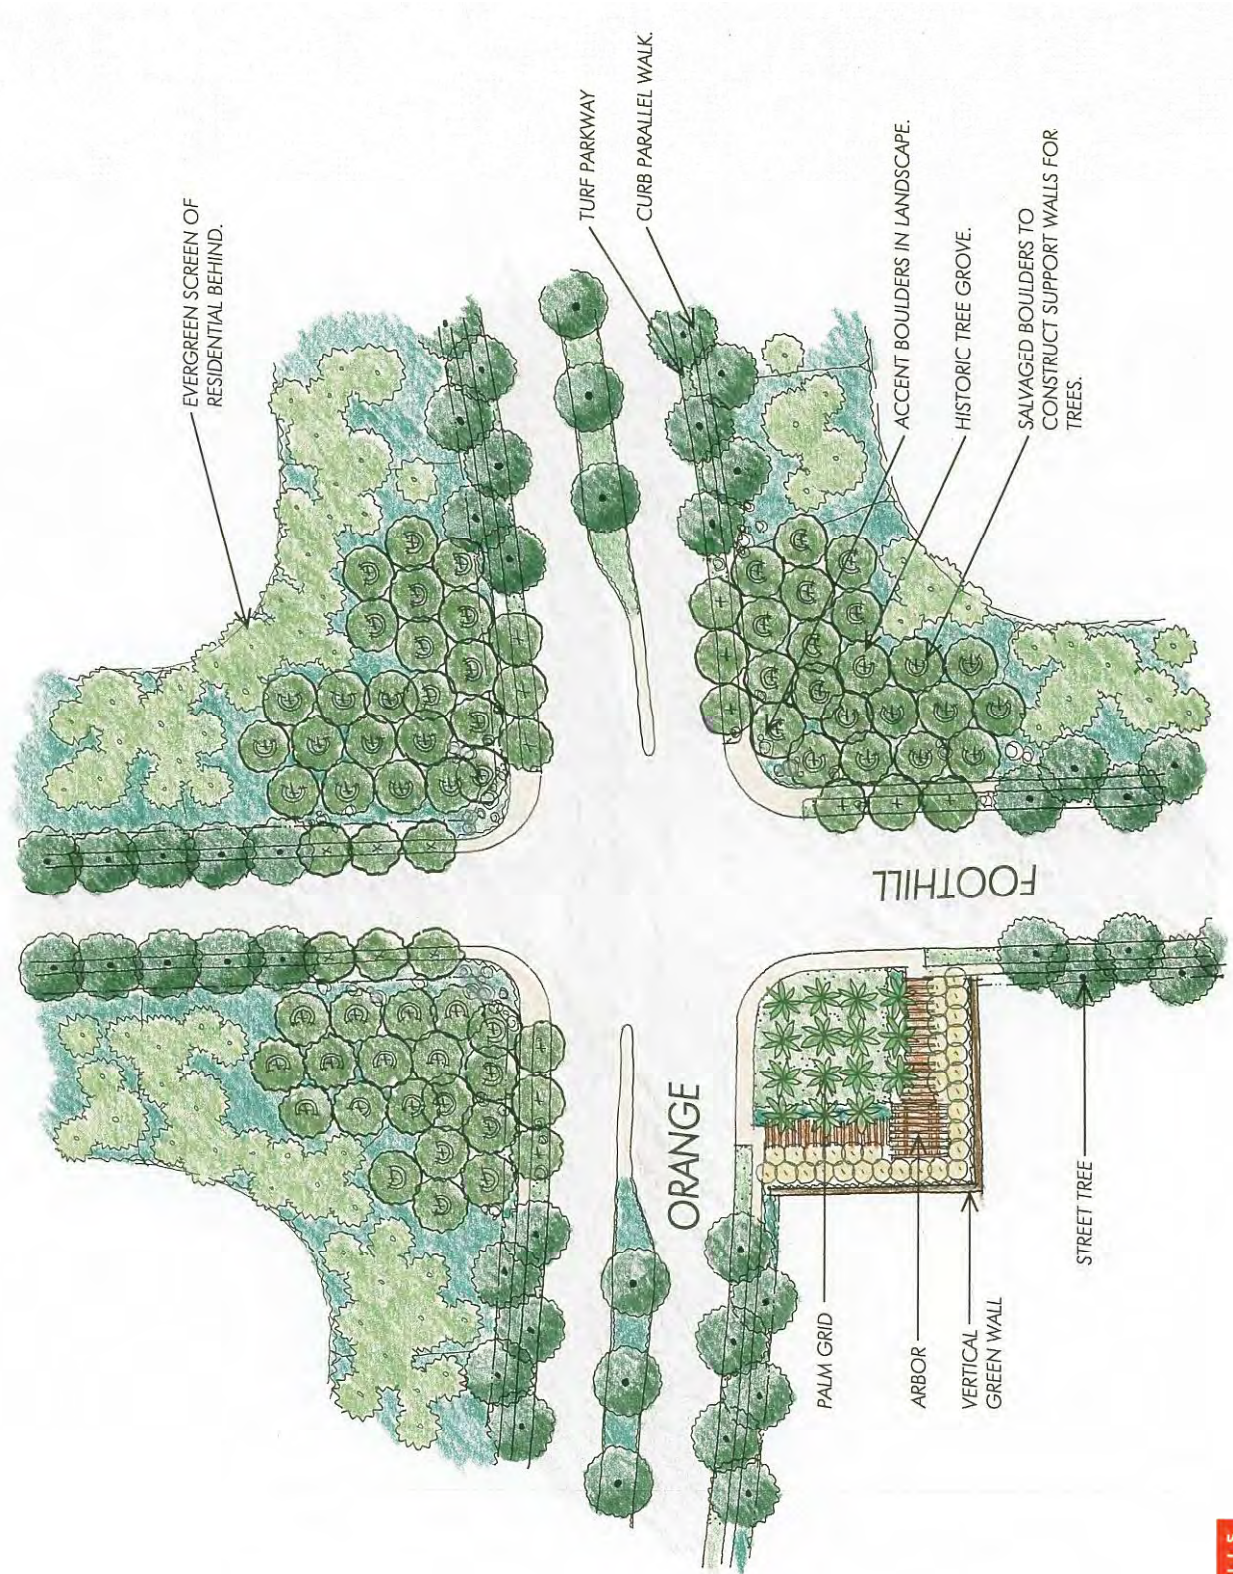 EVERGREEN SCREEN OF
RESIDENTIAL BEHIND.
TURF PARKWAY
CURB PARALLEL WALK.
ACCENT BOULDERS IN LANDSCAPE.
HISTORIC TREE GROVE.
SALVAGED BOULDERS TO
CONSTRUCT SUPPORT WALLS FOR
TREES.
FOOTHILL
ORANGE
PALM GRID
ARBOR
VERTICAL
GREEN WALL
STREET TREE